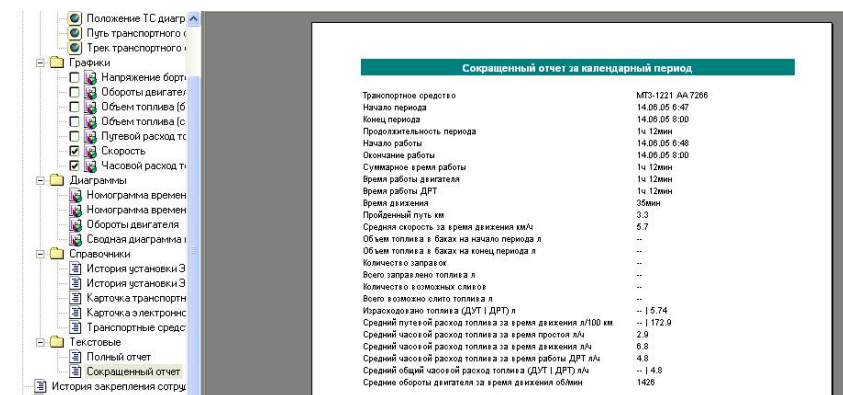 Положение ТС диагр
Путь транспортного с
Трек транспортного
Графики
Напряжение борт
Обороты двигател
Объем топлива (б
Объем топлива (с
Путевой расход то
Скорость
Часовой расход т
Диаграммы
Номограмма времен
Номограмма времен
Обороты двигателя
Сводная диаграмма
Справочники
История установки Э
История установки Э
Карточка транспортн
Карточка электронно
Транспортные средс
Текстовые
Полный отчет
Сокращенный отчет
История закрепления сотру
Сокращенный отчет за календарный период
Транспортное средство МТЗ-1221 АА 7266
Начало периода 14.06.05 6:47
Конец периода 14.06.05 8:00
Продолжительность периода 1ч 12мин
Начало работы 14.06.05 6:48
Окончание работы 14.06.05 8:00
Суммарное время работы 1ч 12мин
Время работы двигателя 1ч 12мин
Время работы ДРТ 1ч 12мин
Время движения 35мин
Пройденный путь км 3.3
Средняя скорость за время движения км/ч 5.7
Объем топлива в баках на начало периода л --
Объем топлива в баках на конец периода л --
Количество заправок --
Всего заправлено топлива л --
Количество возможных сливов --
Всего возможно слито топлива л --
Израсходовано топлива (ДУТ | ДРТ) л -- | 5.74
Средний путевой расход топлива за время движения л/100 км -- | 172.9
Средний часовой расход топлива за время простоя л/ч 2.9
Средний часовой расход топлива за время движения л/ч 6.8
Средний часовой расход топлива за время работы ДРТ л/ч 4.8
Средний общий часовой расход топлива (ДУТ | ДРТ) л/ч -- | 4.8
Средние обороты двигателя за время движения об/мин 1426